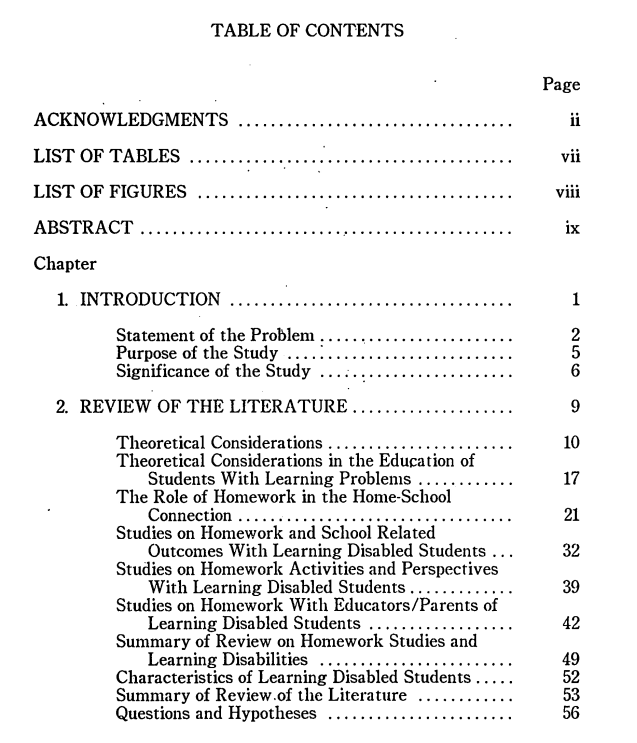 TABLE OF CONTENTS
Page
ACKNOWLEDGMENTS .................................. ii
LIST OF TABLES ........................................ vii
LIST OF FIGURES ....................................... viii
ABSTRACT .............................................. ix
Chapter
1. INTRODUCTION ................................... 1
Statement of the Problem ........................ 2
Purpose of the Study ............................ 5
Significance of the Study ........................ 6
2. REVIEW OF THE LITERATURE .................... 9
Theoretical Considerations ....................... 10
Theoretical Considerations in the Education of
Students With Learning Problems ............ 17
The Role of Homework in the Home-School
Connection .................................. 21
Studies on Homework and School Related
Outcomes With Learning Disabled Students ... 32
Studies on Homework Activities and Perspectives
With Learning Disabled Students ............. 39
Studies on Homework With Educators/Parents of
Learning Disabled Students .................. 42
Summary of Review on Homework Studies and
Learning Disabilities ........................ 49
Characteristics of Learning Disabled Students ..... 52
Summary of Review of the Literature ............ 53
Questions and Hypotheses ....................... 56